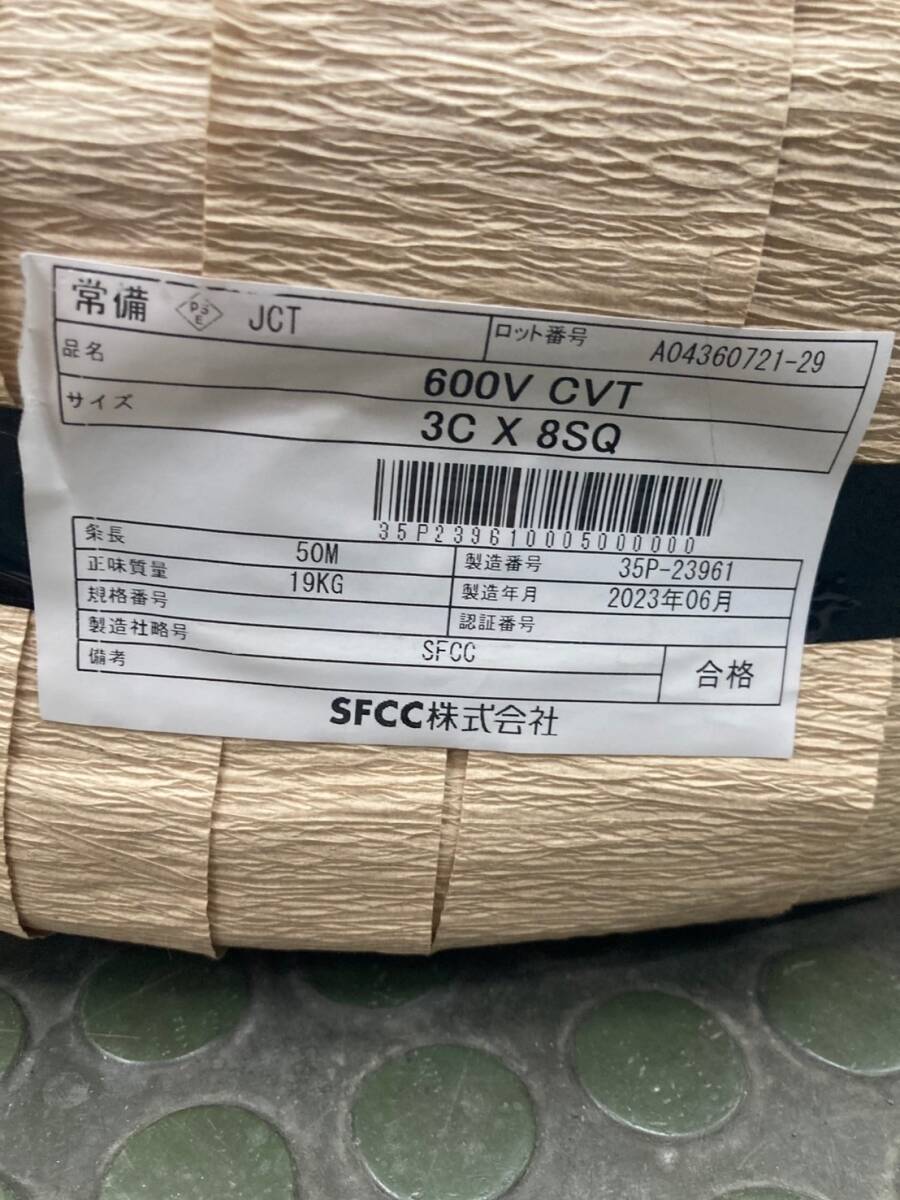 常備 PSE JCT ロット番号 A04360721-29
品名 600V CVT
サイズ 3C X 8SQ
35P2396100050000000
条長 50M 製造番号 35P-23961
正味質量 19KG 製造年月 2023年06月
規格番号 認証番号
製造社略号 SFCC
備考 合格
SFCC株式会社